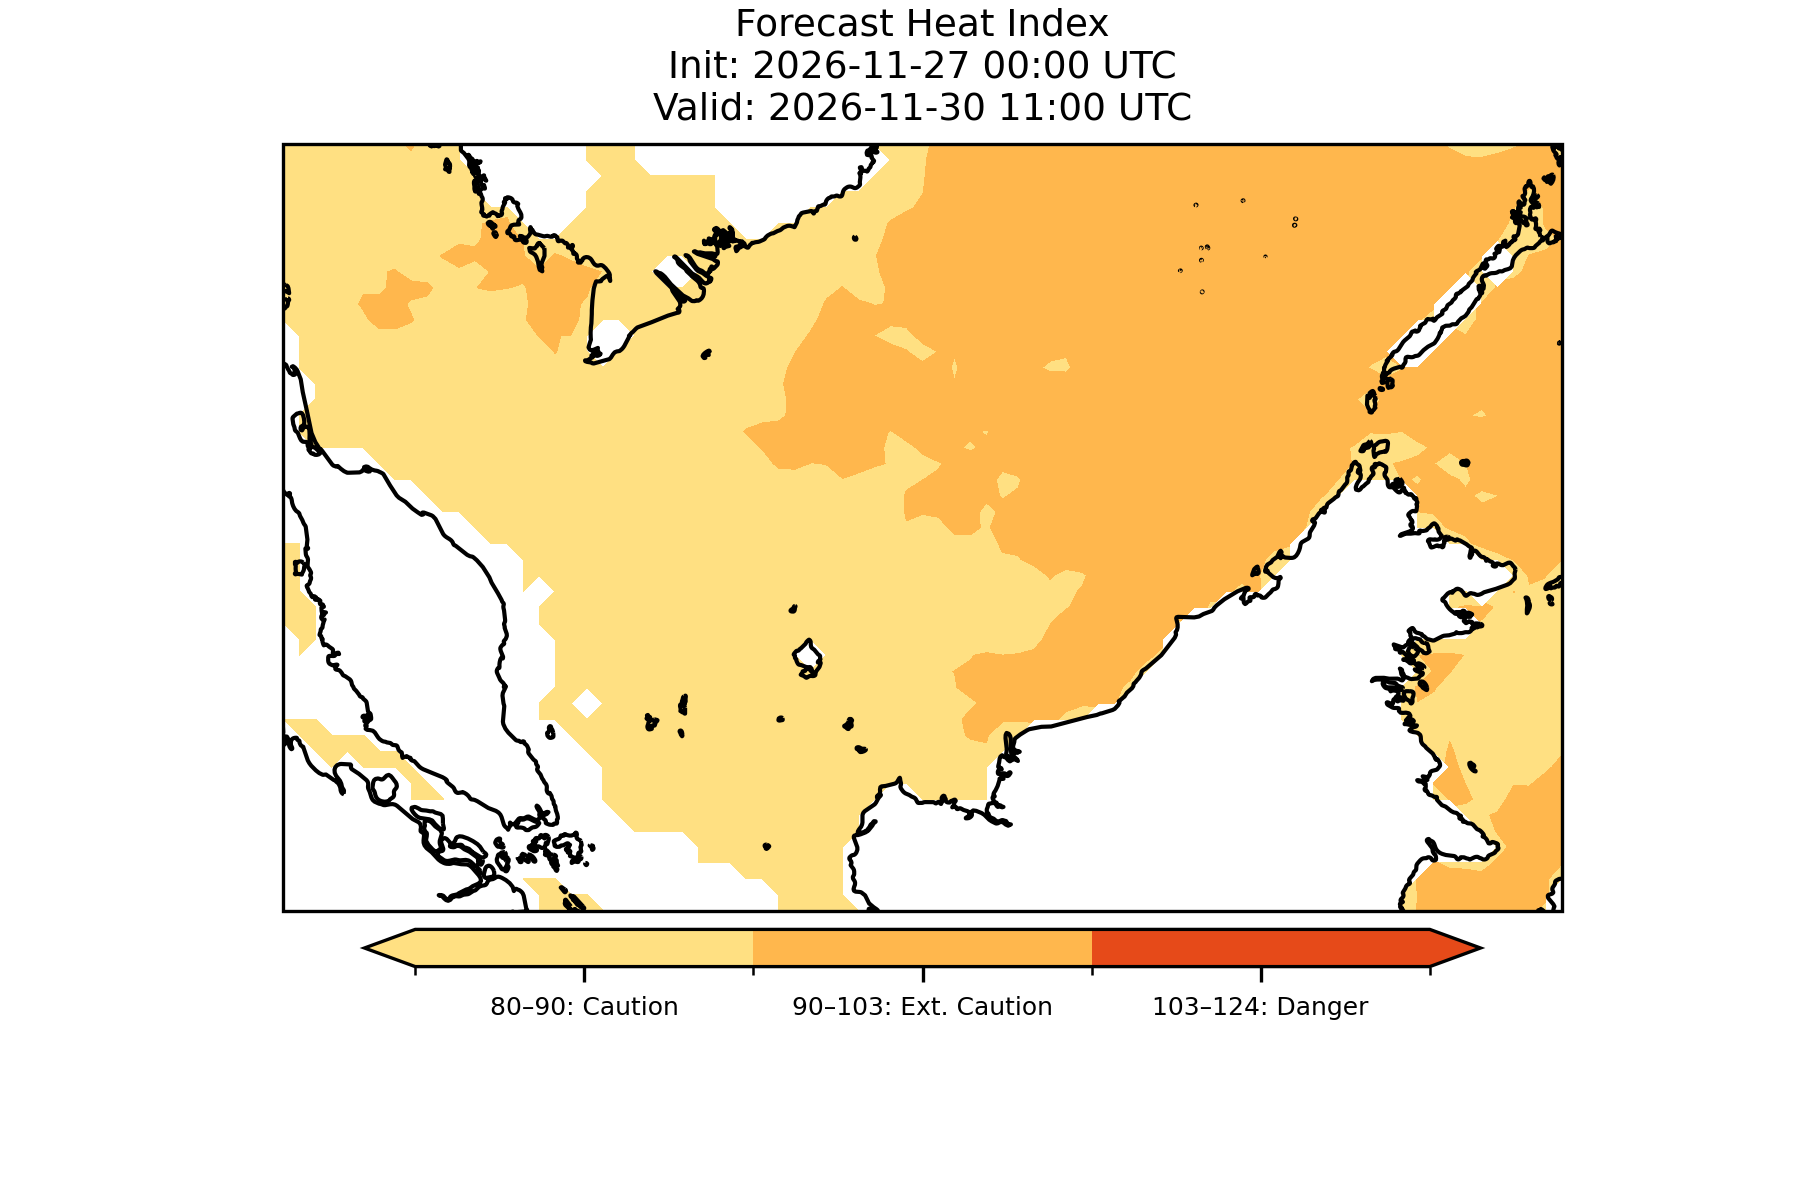 Forecast Heat Index
Init: 2026-11-27 00:00 UTC
Valid: 2026-11-30 11:00 UTC
80–90: Caution
90–103: Ext. Caution
103–124: Danger